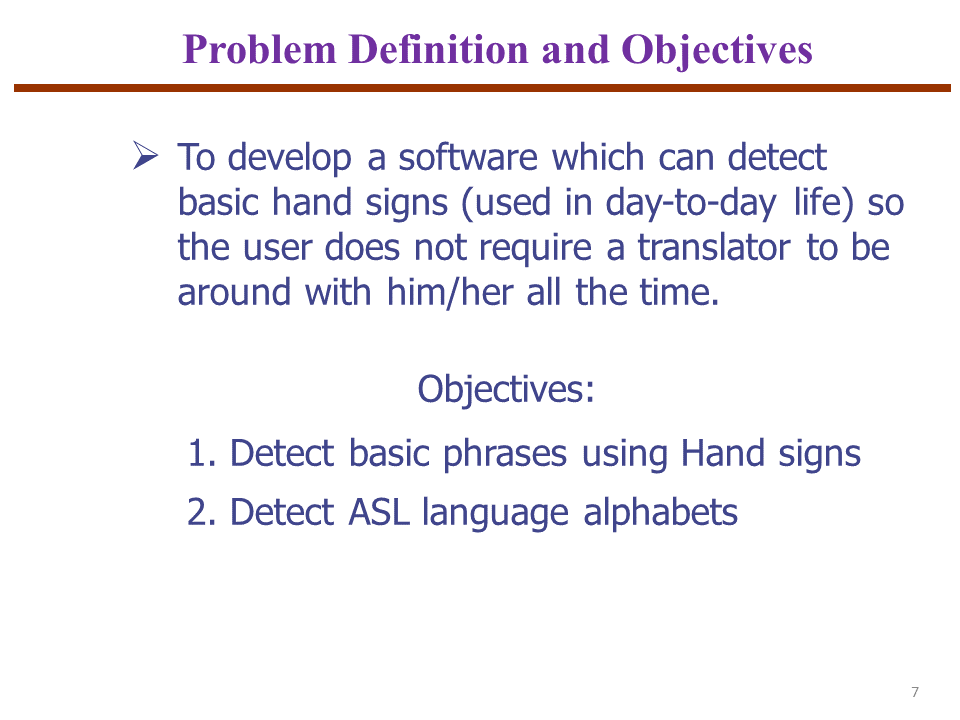 Problem Definition and Objectives
➢ To develop a software which can detect
basic hand signs (used in day-to-day life) so
the user does not require a translator to be
around with him/her all the time.
Objectives:
1. Detect basic phrases using Hand signs
2. Detect ASL language alphabets
7